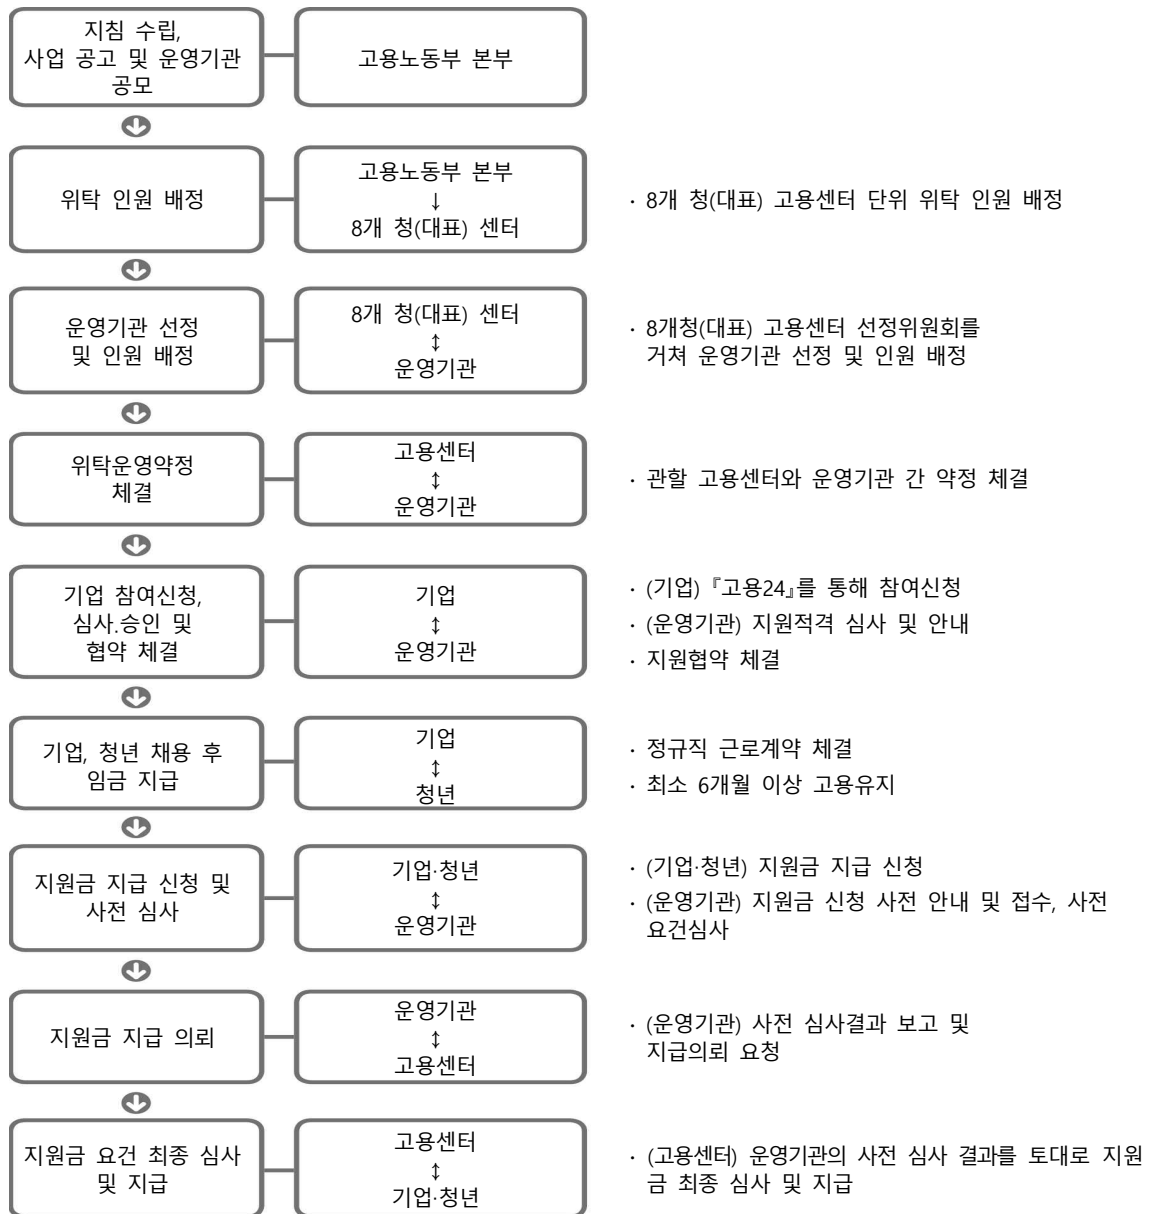 지침 수립,
사업 공고 및 운영기관
공모
고용노동부 본부
위탁 인원 배정
고용노동부 본부
↓
8개 청(대표) 센터
· 8개 청(대표) 고용센터 단위 위탁 인원 배정
운영기관 선정
및 인원 배정
8개 청(대표) 센터
↕
운영기관
· 8개청(대표) 고용센터 선정위원회를
거쳐 운영기관 선정 및 인원 배정
위탁운영약정
체결
고용센터
↕
운영기관
· 관할 고용센터와 운영기관 간 약정 체결
기업 참여신청,
심사.승인 및
협약 체결
기업
↕
운영기관
· (기업)『고용24』를 통해 참여신청
· (운영기관) 지원적격 심사 및 안내
· 지원협약 체결
기업, 청년 채용 후
임금 지급
기업
↕
청년
· 정규직 근로계약 체결
· 최소 6개월 이상 고용유지
지원금 지급 신청 및
사전 심사
기업·청년
↕
운영기관
· (기업·청년) 지원금 지급 신청
· (운영기관) 지원금 신청 사전 안내 및 접수, 사전
요건심사
지원금 지급 의뢰
운영기관
↕
고용센터
· (운영기관) 사전 심사결과 보고 및
지급의뢰 요청
지원금 요건 최종 심사
및 지급
고용센터
↕
기업·청년
· (고용센터) 운영기관의 사전 심사 결과를 토대로 지원
금 최종 심사 및 지급